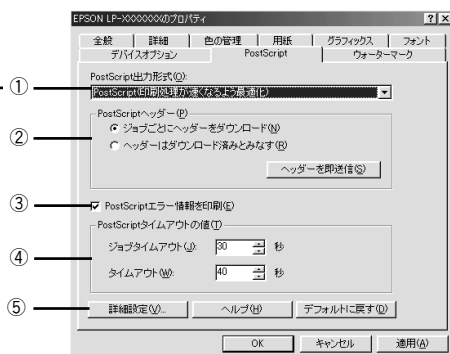 EPSON LP-XXXXXXXのプロパティ
全般 詳細 色の管理 用紙 グラフィックス フォント
デバイスオプション PostScript ウォーターマーク
PostScript出力形式(O):
① PostScript(印刷処理が速くなるよう最適化)
PostScriptヘッダー(P)
② ジョブごとにヘッダーをダウンロード(N)
ヘッダーはダウンロード済みとみなす(R)
ヘッダーを即送信(S)
③ PostScriptエラー情報を印刷(E)
PostScriptタイムアウトの値(T)
ジョブタイムアウト(J): 30 秒
④
タイムアウト(W): 40 秒
⑤ 詳細設定(V)... ヘルプ(H) デフォルトに戻す(D)
OK キャンセル 適用(A)